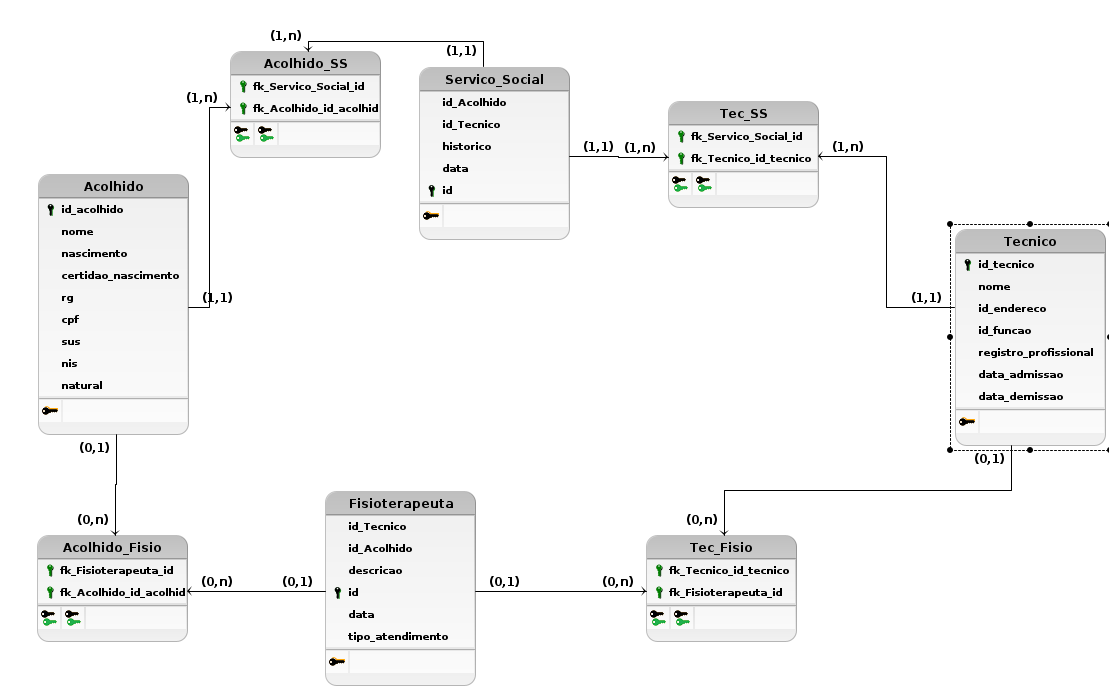 (1,n)
(1,1)
Acolhido_SS
fk_Servico_Social_id
fk_Acolhido_id_acolhid
(1,n)
Servico_Social
id_Acolhido
id_Tecnico
historico
data
id
(1,1)
(1,n)
Tec_SS
fk_Servico_Social_id
fk_Tecnico_id_tecnico
(1,n)
Acolhido
id_acolhido
nome
nascimento
certidao_nascimento
rg
cpf
sus
nis
natural
(1,1)
Tecnico
id_tecnico
nome
id_endereco
id_funcao
registro_profissional
data_admissao
data_demissao
(1,1)
(0,1)
(0,1)
(0,n)
Acolhido_Fisio
fk_Fisioterapeuta_id
fk_Acolhido_id_acolhid
(0,n)
(0,1)
Fisioterapeuta
id_Tecnico
id_Acolhido
descricao
id
data
tipo_atendimento
(0,1)
(0,n)
(0,n)
Tec_Fisio
fk_Tecnico_id_tecnico
fk_Fisioterapeuta_id